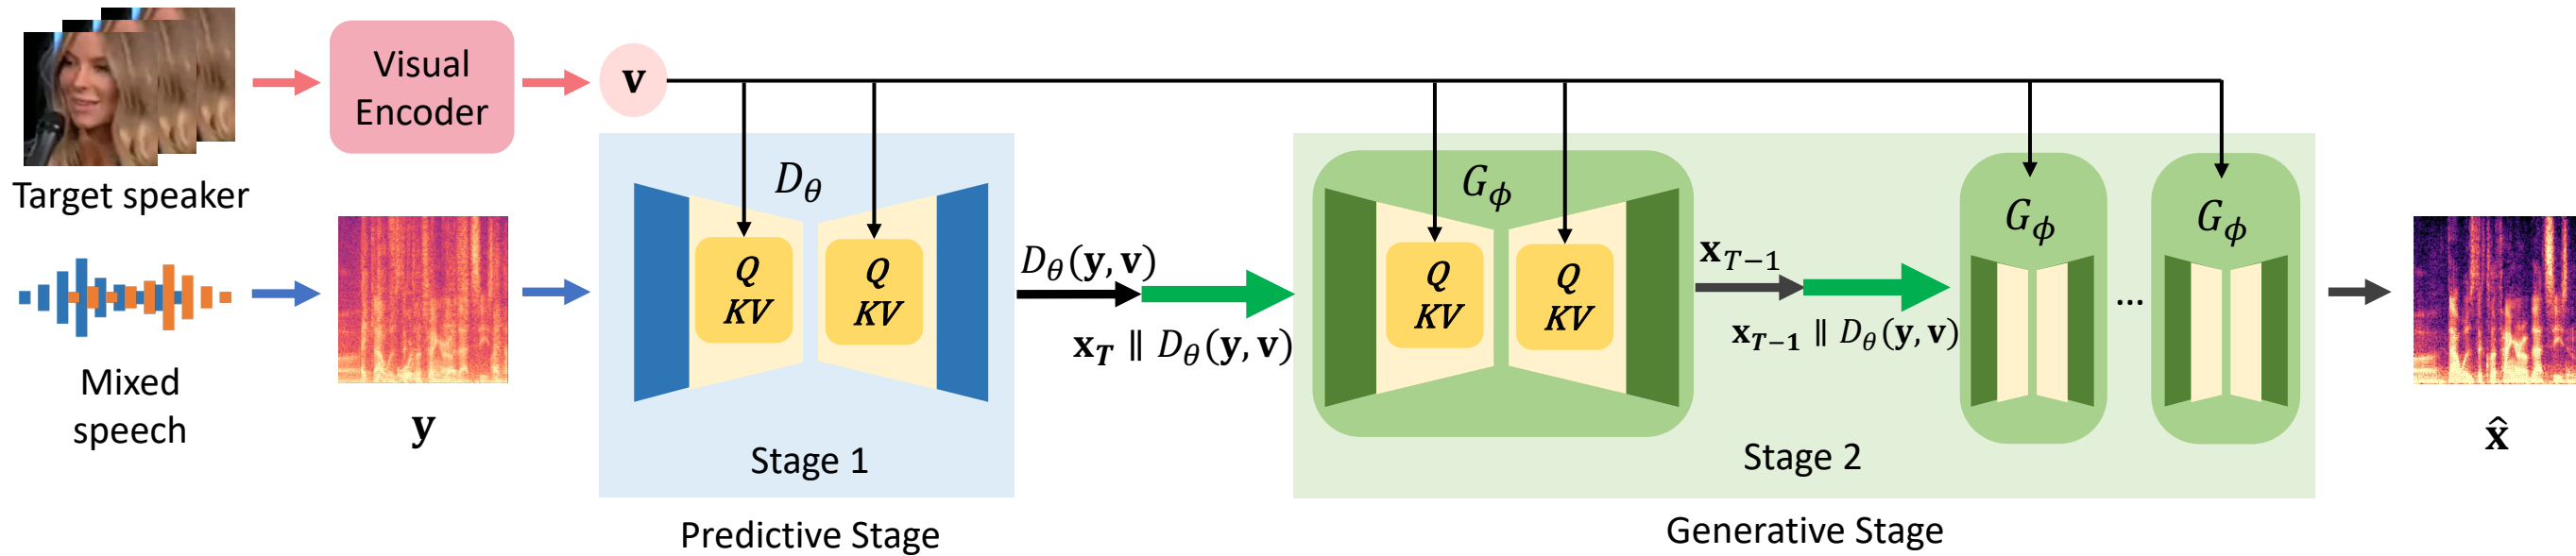 Target speaker
Visual
Encoder
v
Mixed
speech
y
D_θ
Q
KV
Q
KV
Stage 1
Predictive Stage
D_θ(y, v)
x_T ∥ D_θ(y, v)
G_ϕ
Q
KV
Q
KV
x_{T−1}
x_{T−1} ∥ D_θ(y, v)
G_ϕ
...
G_ϕ
Stage 2
Generative Stage
x̂